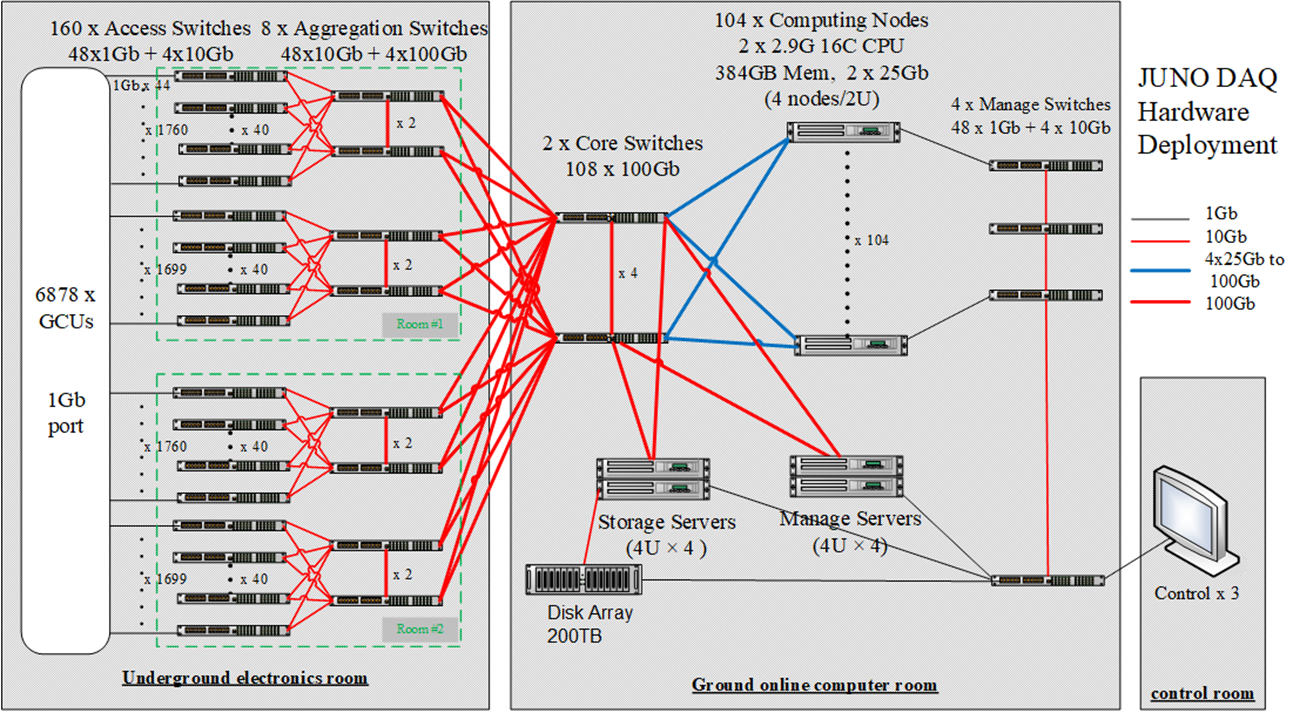 160 x Access Switches
48x1Gb + 4x10Gb
8 x Aggregation Switches
48x10Gb + 4x100Gb
1Gb x 44
x 1760
x 40
x 2
x 1699
x 40
x 2
Room #1
6878 x
GCUs
1Gb
port
x 1760
x 40
x 2
x 1699
x 40
x 2
Room #2
Underground electronics room
104 x Computing Nodes
2 x 2.9G 16C CPU
384GB Mem, 2 x 25Gb
(4 nodes/2U)
2 x Core Switches
108 x 100Gb
x 4
x 104
4 x Manage Switches
48 x 1Gb + 4 x 10Gb
Storage Servers
(4U × 4 )
Manage Servers
(4U × 4)
Disk Array
200TB
Ground online computer room
JUNO DAQ
Hardware
Deployment
1Gb
10Gb
4x25Gb to
100Gb
100Gb
Control x 3
control room